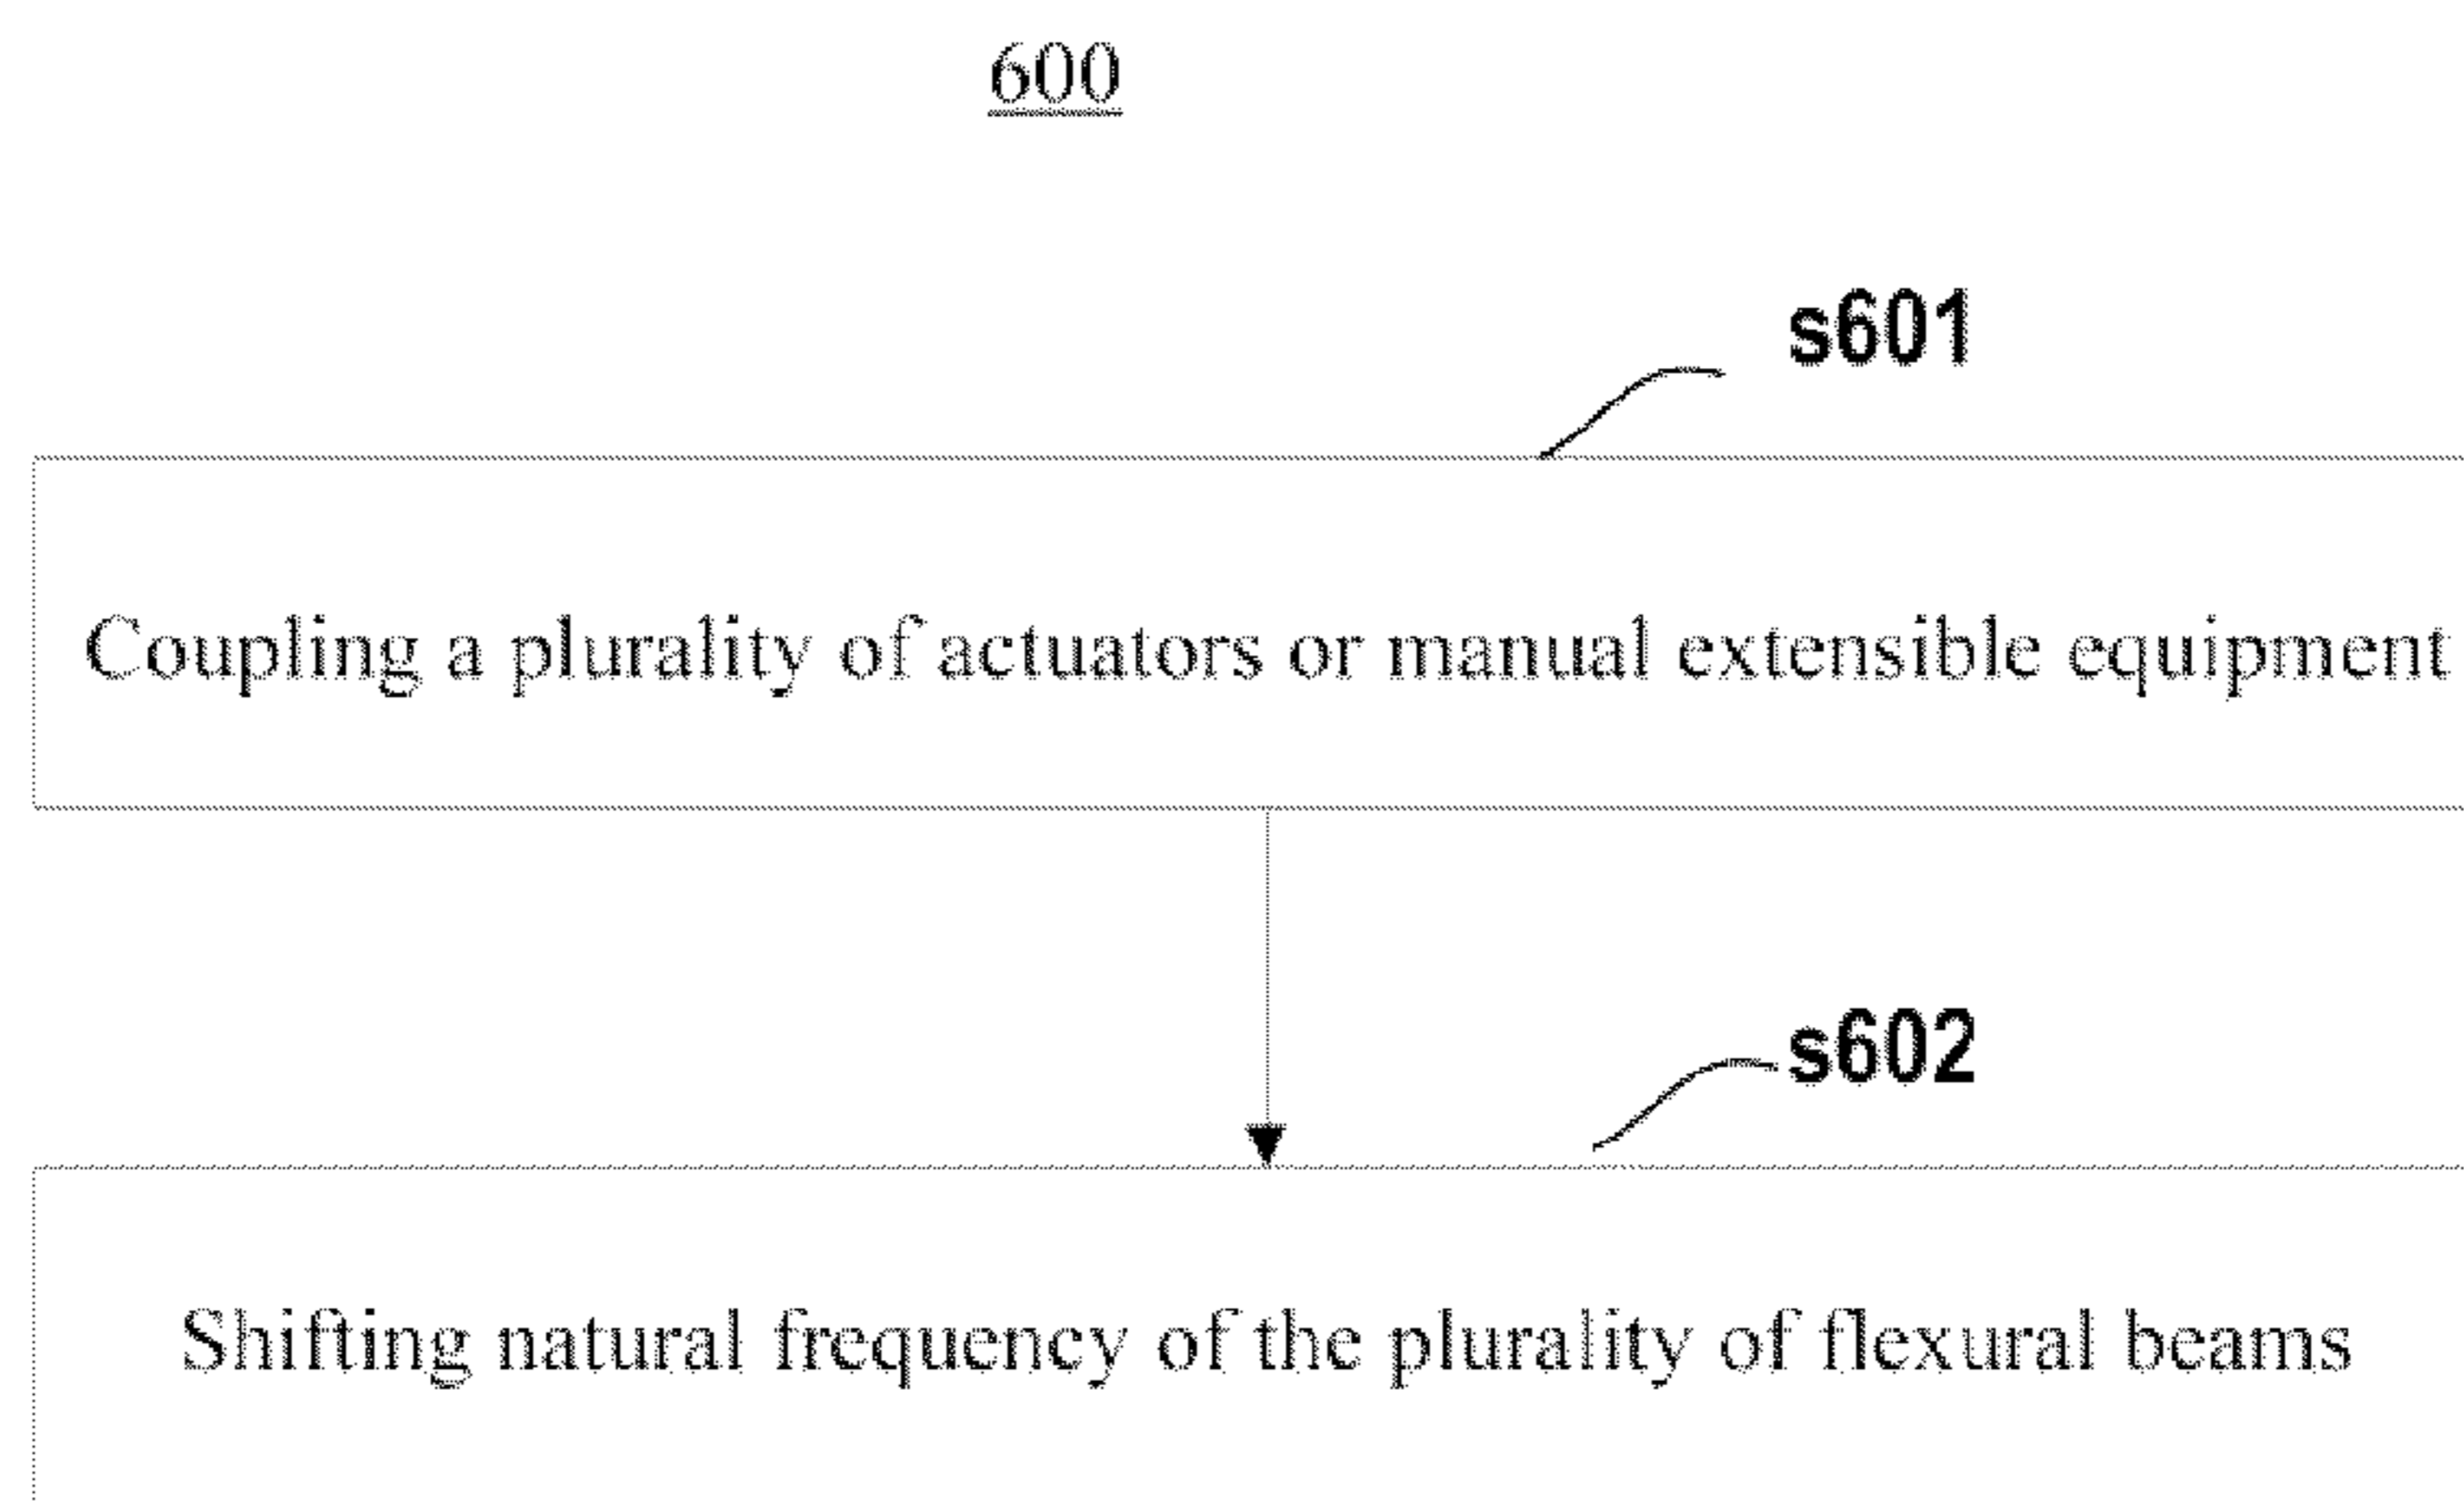 600
s601
Coupling a plurality of actuators or manual extensible equipment
s602
Shifting natural frequency of the plurality of flexural beams